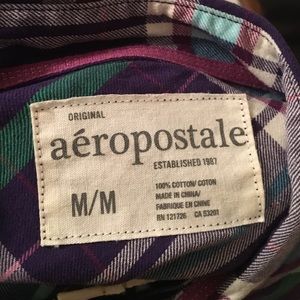 ORIGINAL
aéropostale
ESTABLISHED 1987
M/M
100% COTTON/ COTON
MADE IN CHINA/
FABRIQUE EN CHINE
RN 121726 CA 53201